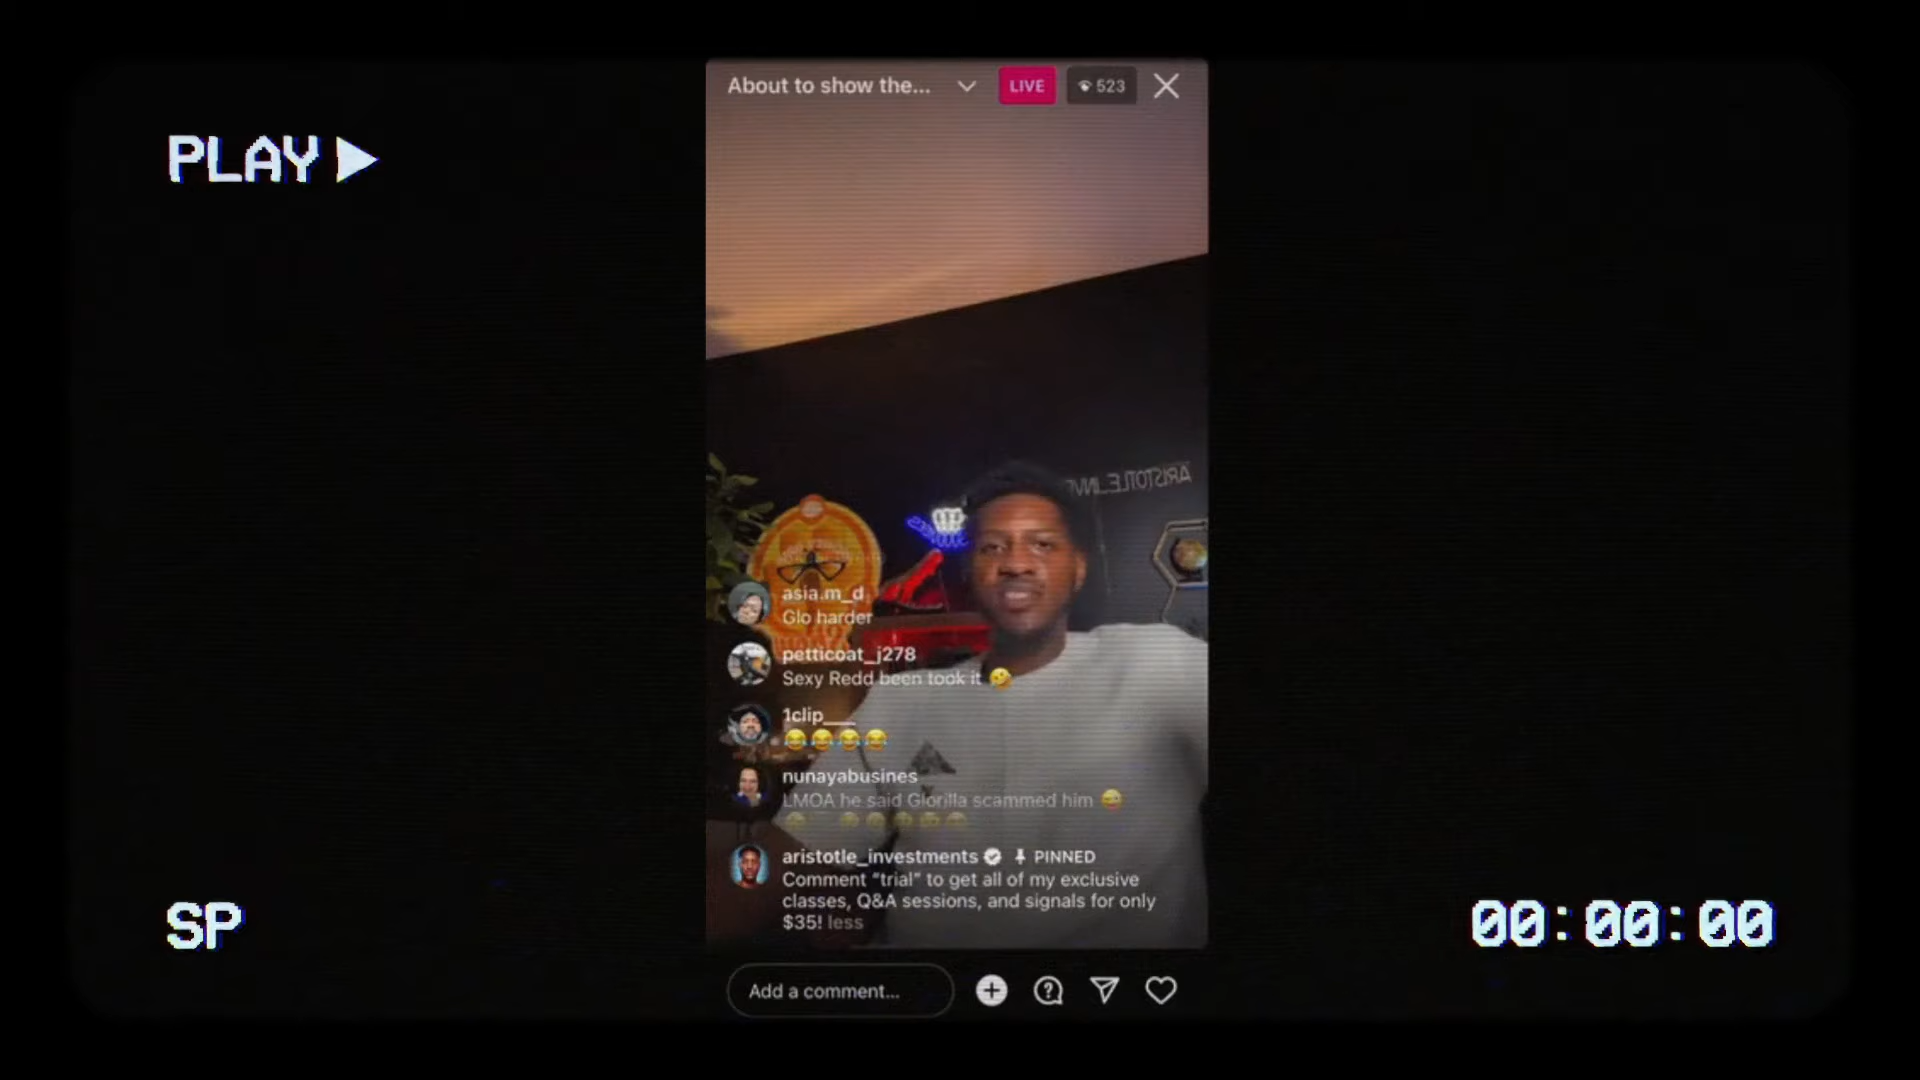 About to show the...
LIVE
523
PLAY
asia.m_d
Glo harder
petticoat_j278
Sexy Redd been took it 🤣
1clip___
😂😂😂😂
nunayabusines
LMOA he said Glorilla scammed him
aristotle_investments PINNED
Comment “trial” to get all of my exclusive
classes, Q&A sessions, and signals for only
$35! less
SP
00:00:00
Add a comment...